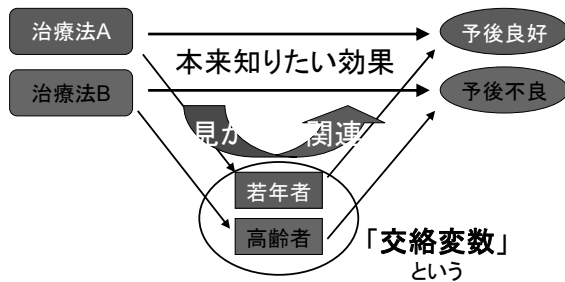 治療法A
予後良好
本来知りたい効果
治療法B
予後不良
見か 関連
若年者
高齢者
「交絡変数」
という